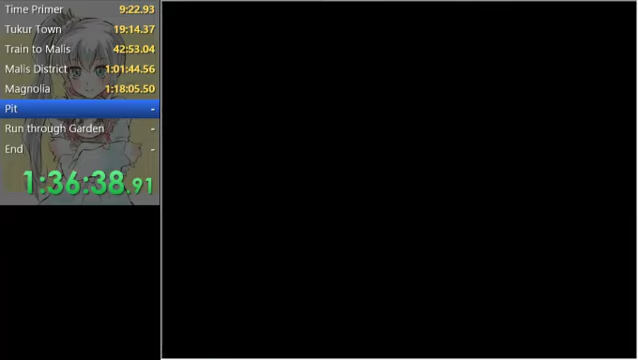 Time Primer 9:22.93
Tukur Town 19:14.37
Train to Malis 42:53.04
Malis District 1:01:44.56
Magnolia 1:18:05.50
Pit -
Run through Garden -
End -
1:36:38.91